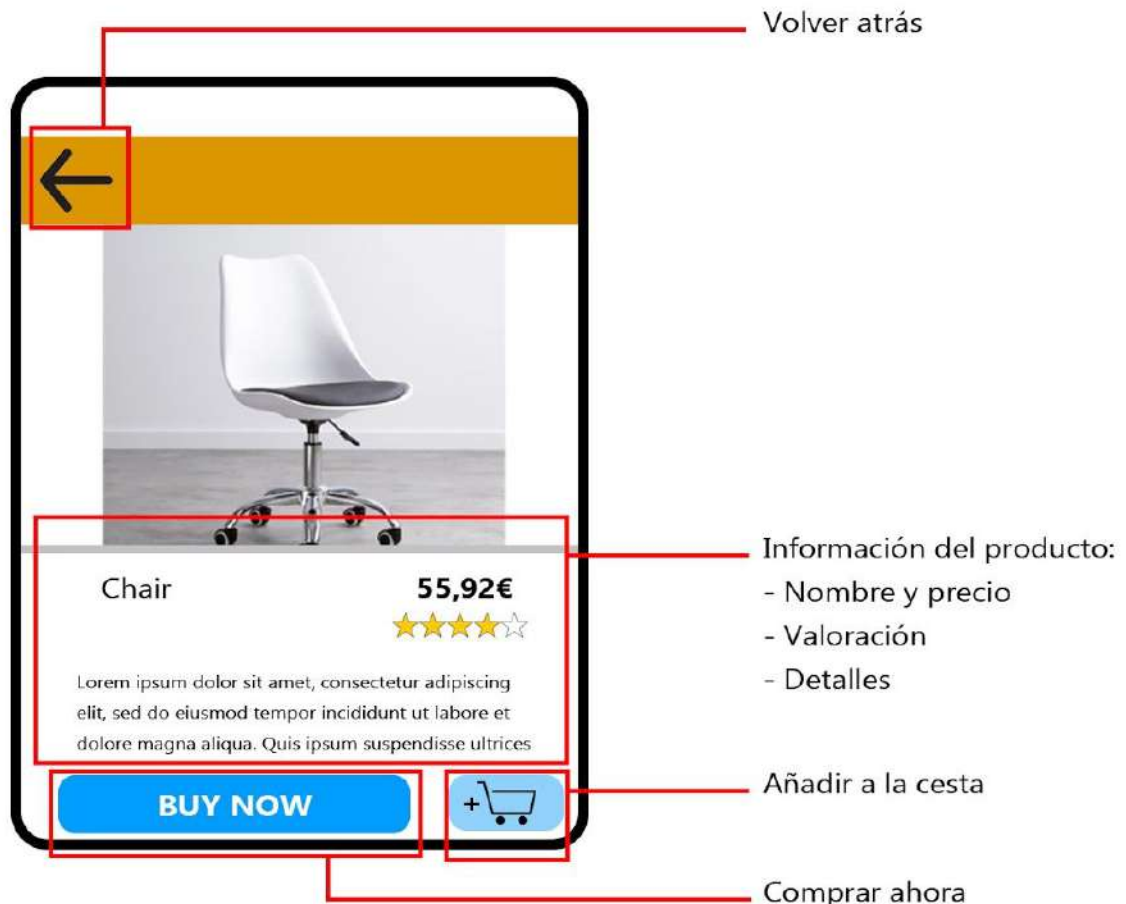 Volver atrás
Información del producto:
- Nombre y precio
- Valoración
- Detalles
Chair
55,92€
Lorem ipsum dolor sit amet, consectetur adipiscing
elit, sed do eiusmod tempor incididunt ut labore et
dolore magna aliqua. Quis ipsum suspendisse ultrices
BUY NOW
+
Añadir a la cesta
Comprar ahora